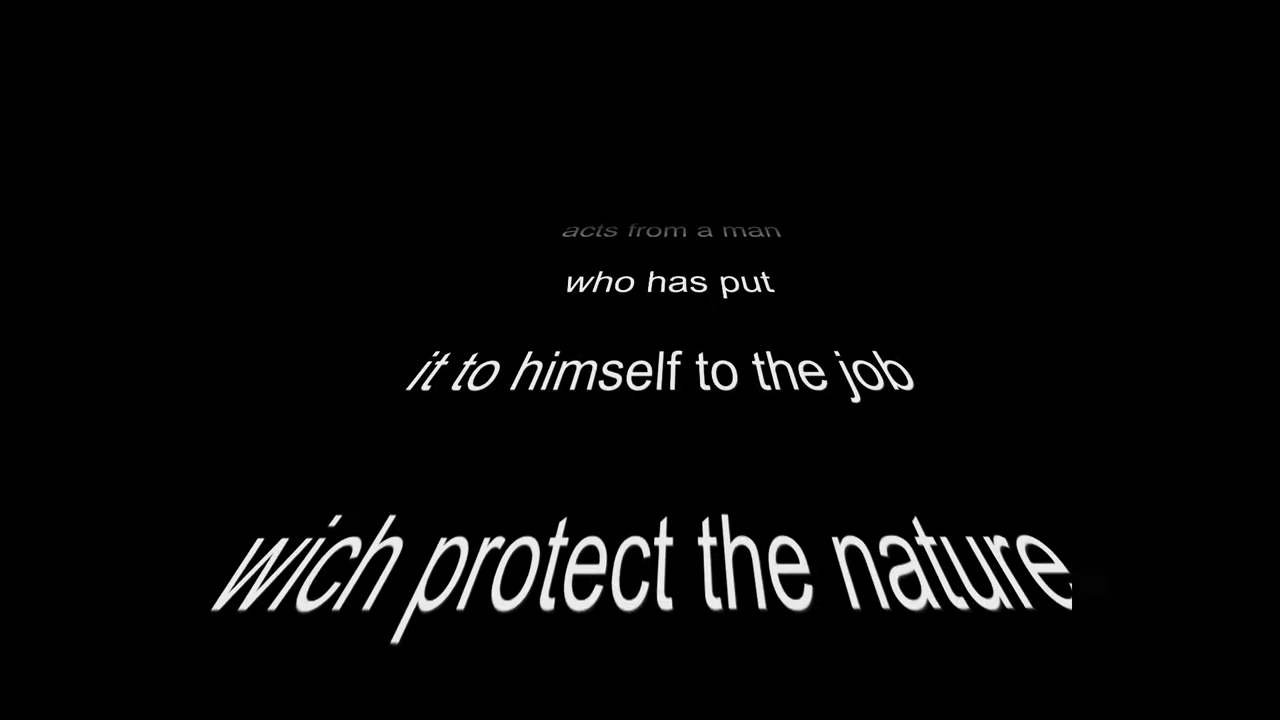 acts from a man
who has put
it to himself to the job
wich protect the nature